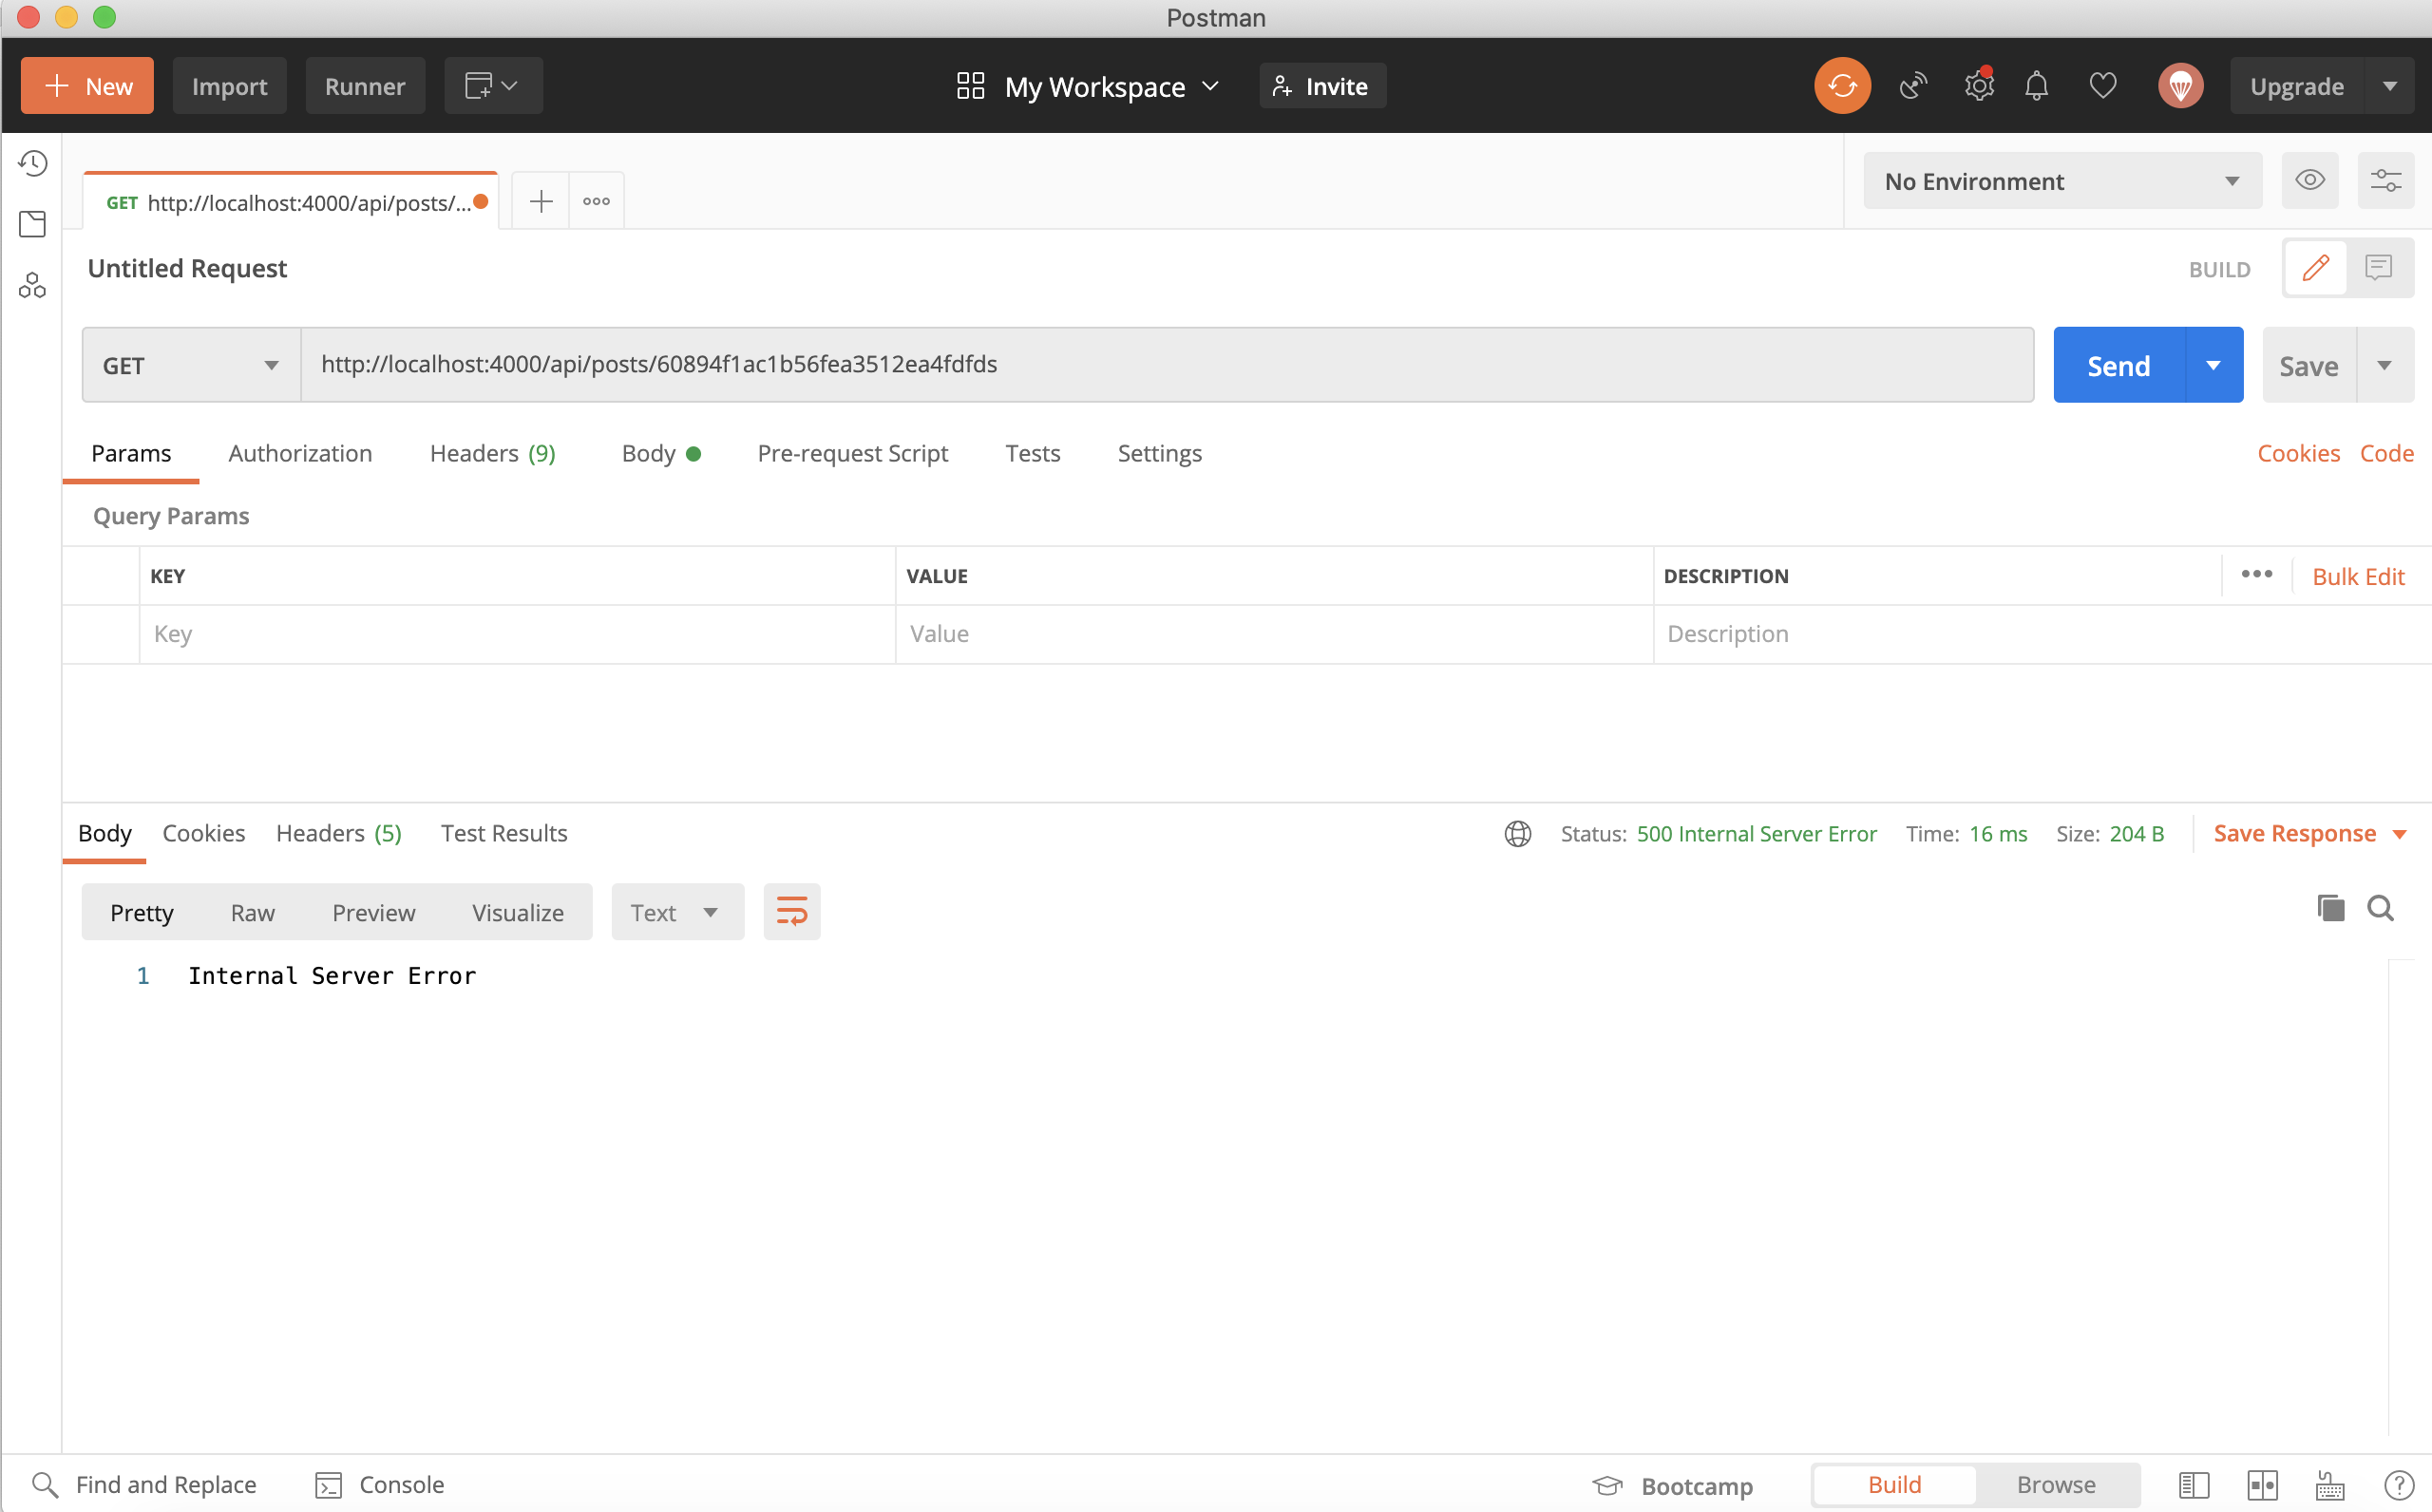 Postman
New Import Runner My Workspace Invite Upgrade
GET http://localhost:4000/api/posts/... No Environment
Untitled Request BUILD
GET http://localhost:4000/api/posts/60894f1ac1b56fea3512ea4fdfds Send Save
Params Authorization Headers (9) Body Pre-request Script Tests Settings Cookies Code
Query Params
KEY VALUE DESCRIPTION ••• Bulk Edit
Key Value Description
Body Cookies Headers (5) Test Results Status: 500 Internal Server Error Time: 16 ms Size: 204 B Save Response
Pretty Raw Preview Visualize Text
1 Internal Server Error
Find and Replace Console Bootcamp Build Browse